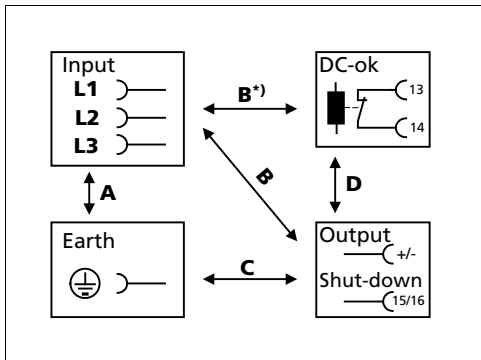 Input
L1
L2
L3
B*)
DC-ok
13
14
A
B
D
Earth
C
Output
+/-
Shut-down
15/16